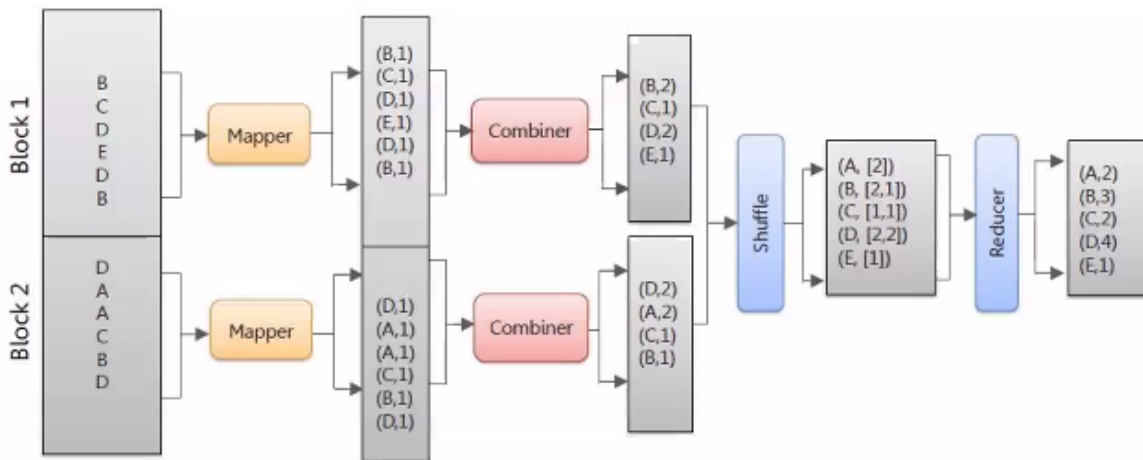 Block 1
B
C
D
E
D
B
Mapper
(B,1)
(C,1)
(D,1)
(E,1)
(D,1)
(B,1)
Combiner
(B,2)
(C,1)
(D,2)
(E,1)
Block 2
D
A
A
C
B
D
Mapper
(D,1)
(A,1)
(A,1)
(C,1)
(B,1)
(D,1)
Combiner
(D,2)
(A,2)
(C,1)
(B,1)
Shuffle
(A, [2])
(B, [2,1])
(C, [1,1])
(D, [2,2])
(E, [1])
Reducer
(A,2)
(B,3)
(C,2)
(D,4)
(E,1)